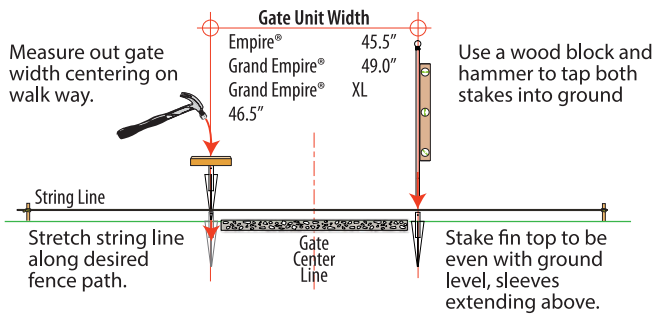 Gate Unit Width
Empire® 45.5”
Grand Empire® 49.0”
Grand Empire® XL
46.5”
Measure out gate
width centering on
walk way.
Use a wood block and
hammer to tap both
stakes into ground
String Line
Stretch string line
along desired
fence path.
Gate
Center
Line
Stake fin top to be
even with ground
level, sleeves
extending above.